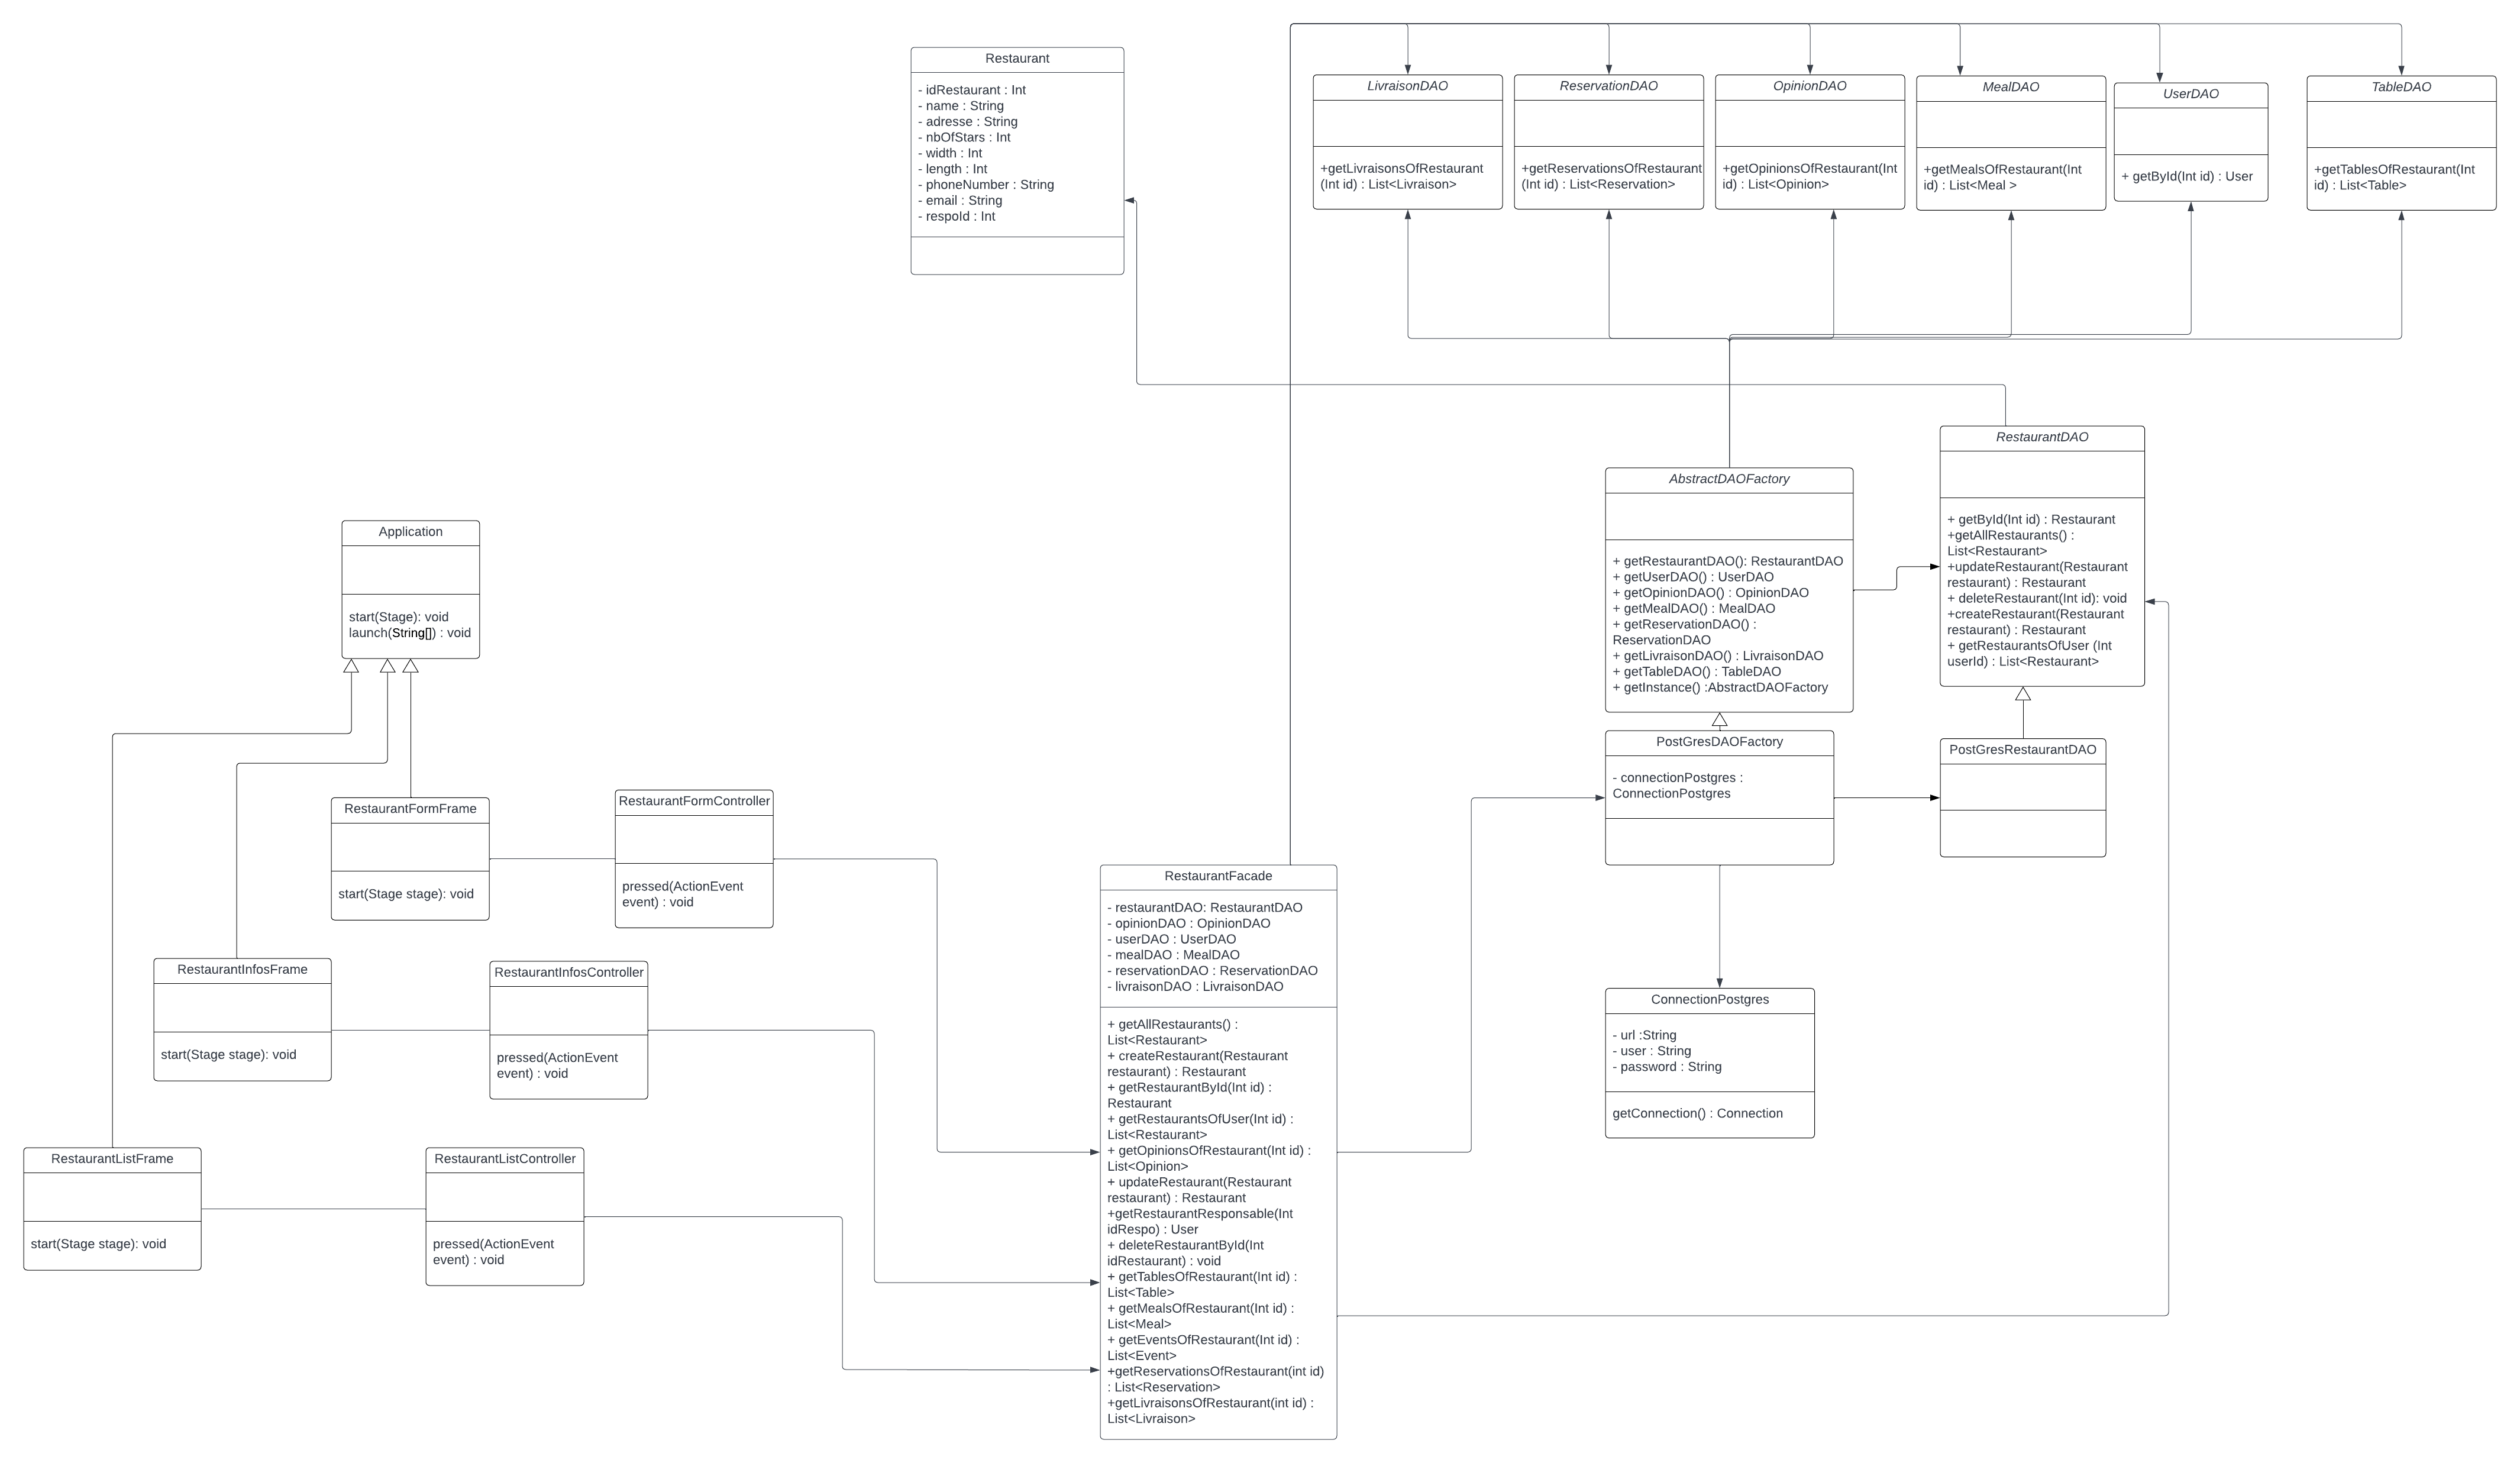 Restaurant
- idRestaurant : Int
- name : String
- adresse : String
- nbOfStars : Int
- width : Int
- length : Int
- phoneNumber : String
- email : String
- respoId : Int
LivraisonDAO
+getLivraisonsOfRestaurant
(Int id) : List<Livraison>
ReservationDAO
+getReservationsOfRestaurant
(Int id) : List<Reservation>
OpinionDAO
+getOpinionsOfRestaurant(Int
id) : List<Opinion>
MealDAO
+getMealsOfRestaurant(Int
id) : List<Meal >
UserDAO
+ getById(Int id) : User
TableDAO
+getTablesOfRestaurant(Int
id) : List<Table>
RestaurantDAO
+ getById(Int id) : Restaurant
+getAllRestaurants() :
List<Restaurant>
+updateRestaurant(Restaurant
restaurant) : Restaurant
+ deleteRestaurant(Int id): void
+createRestaurant(Restaurant
restaurant) : Restaurant
+ getRestaurantsOfUser (Int
userId) : List<Restaurant>
AbstractDAOFactory
+ getRestaurantDAO(): RestaurantDAO
+ getUserDAO() : UserDAO
+ getOpinionDAO() : OpinionDAO
+ getMealDAO() : MealDAO
+ getReservationDAO() :
ReservationDAO
+ getLivraisonDAO() : LivraisonDAO
+ getTableDAO() : TableDAO
+ getInstance() :AbstractDAOFactory
Application
start(Stage): void
launch(String[]) : void
PostGresDAOFactory
- connectionPostgres :
ConnectionPostgres
PostGresRestaurantDAO
RestaurantFormFrame
start(Stage stage): void
RestaurantFormController
pressed(ActionEvent
event) : void
RestaurantInfosFrame
start(Stage stage): void
RestaurantInfosController
pressed(ActionEvent
event) : void
RestaurantListFrame
start(Stage stage): void
RestaurantListController
pressed(ActionEvent
event) : void
RestaurantFacade
- restaurantDAO: RestaurantDAO
- opinionDAO : OpinionDAO
- userDAO : UserDAO
- mealDAO : MealDAO
- reservationDAO : ReservationDAO
- livraisonDAO : LivraisonDAO
+ getAllRestaurants() :
List<Restaurant>
+ createRestaurant(Restaurant
restaurant) : Restaurant
+ getRestaurantById(Int id) :
Restaurant
+ getRestaurantsOfUser(Int id) :
List<Restaurant>
+ getOpinionsOfRestaurant(Int id) :
List<Opinion>
+ updateRestaurant(Restaurant
restaurant) : Restaurant
+getRestaurantResponsable(Int
idRespo) : User
+ deleteRestaurantById(Int
idRestaurant) : void
+ getTablesOfRestaurant(Int id) :
List<Table>
+ getMealsOfRestaurant(Int id) :
List<Meal>
+ getEventsOfRestaurant(Int id) :
List<Event>
+getReservationsOfRestaurant(int id)
: List<Reservation>
+getLivraisonsOfRestaurant(int id) :
List<Livraison>
ConnectionPostgres
- url :String
- user : String
- password : String
getConnection() : Connection